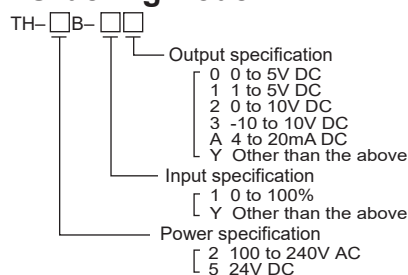 TH–□B–□□
Output specification
0 0 to 5V DC
1 1 to 5V DC
2 0 to 10V DC
3 -10 to 10V DC
A 4 to 20mA DC
Y Other than the above
Input specification
1 0 to 100%
Y Other than the above
Power specification
2 100 to 240V AC
5 24V DC